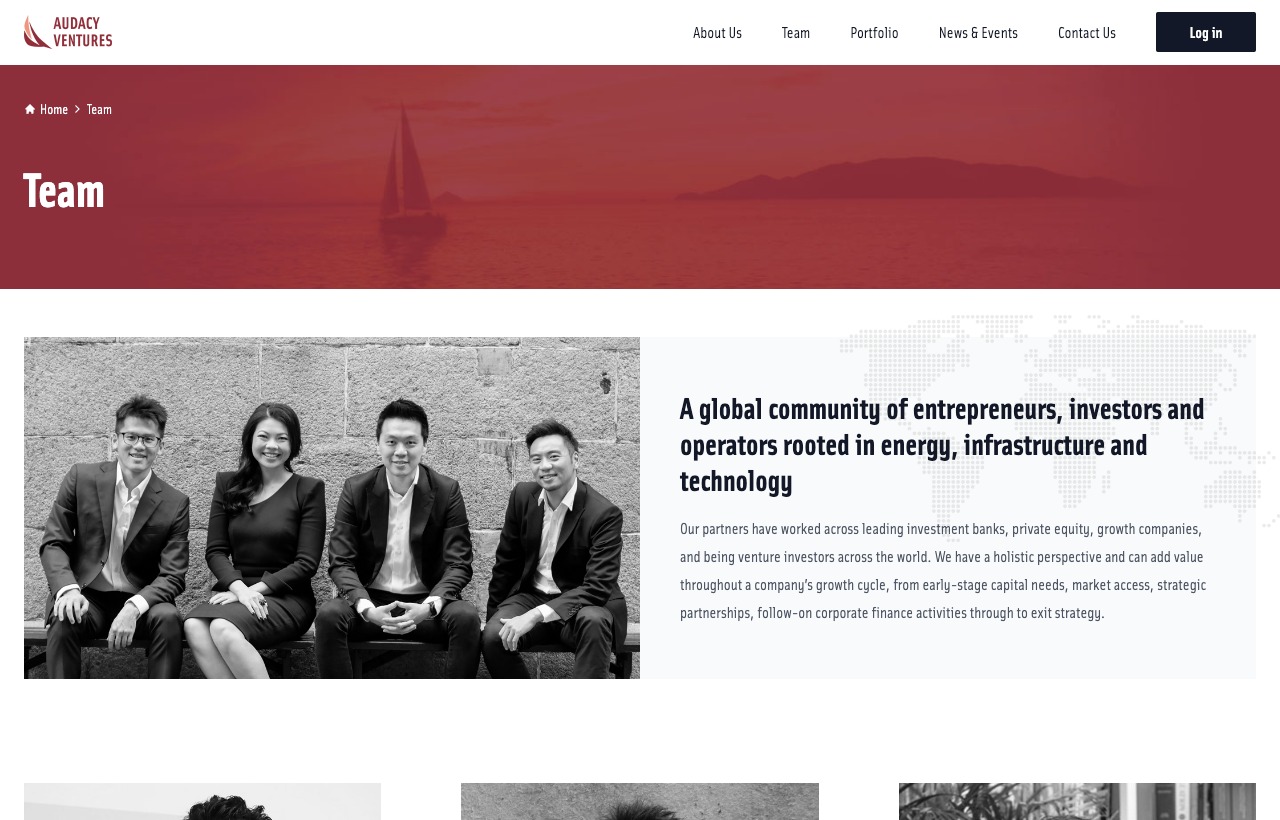 AUDACY
VENTURES
About Us
Team
Portfolio
News & Events
Contact Us
Log in
Home > Team
Team
A global community of entrepreneurs, investors and
operators rooted in energy, infrastructure and
technology
Our partners have worked across leading investment banks, private equity, growth companies,
and being venture investors across the world. We have a holistic perspective and can add value
throughout a company’s growth cycle, from early-stage capital needs, market access, strategic
partnerships, follow-on corporate finance activities through to exit strategy.